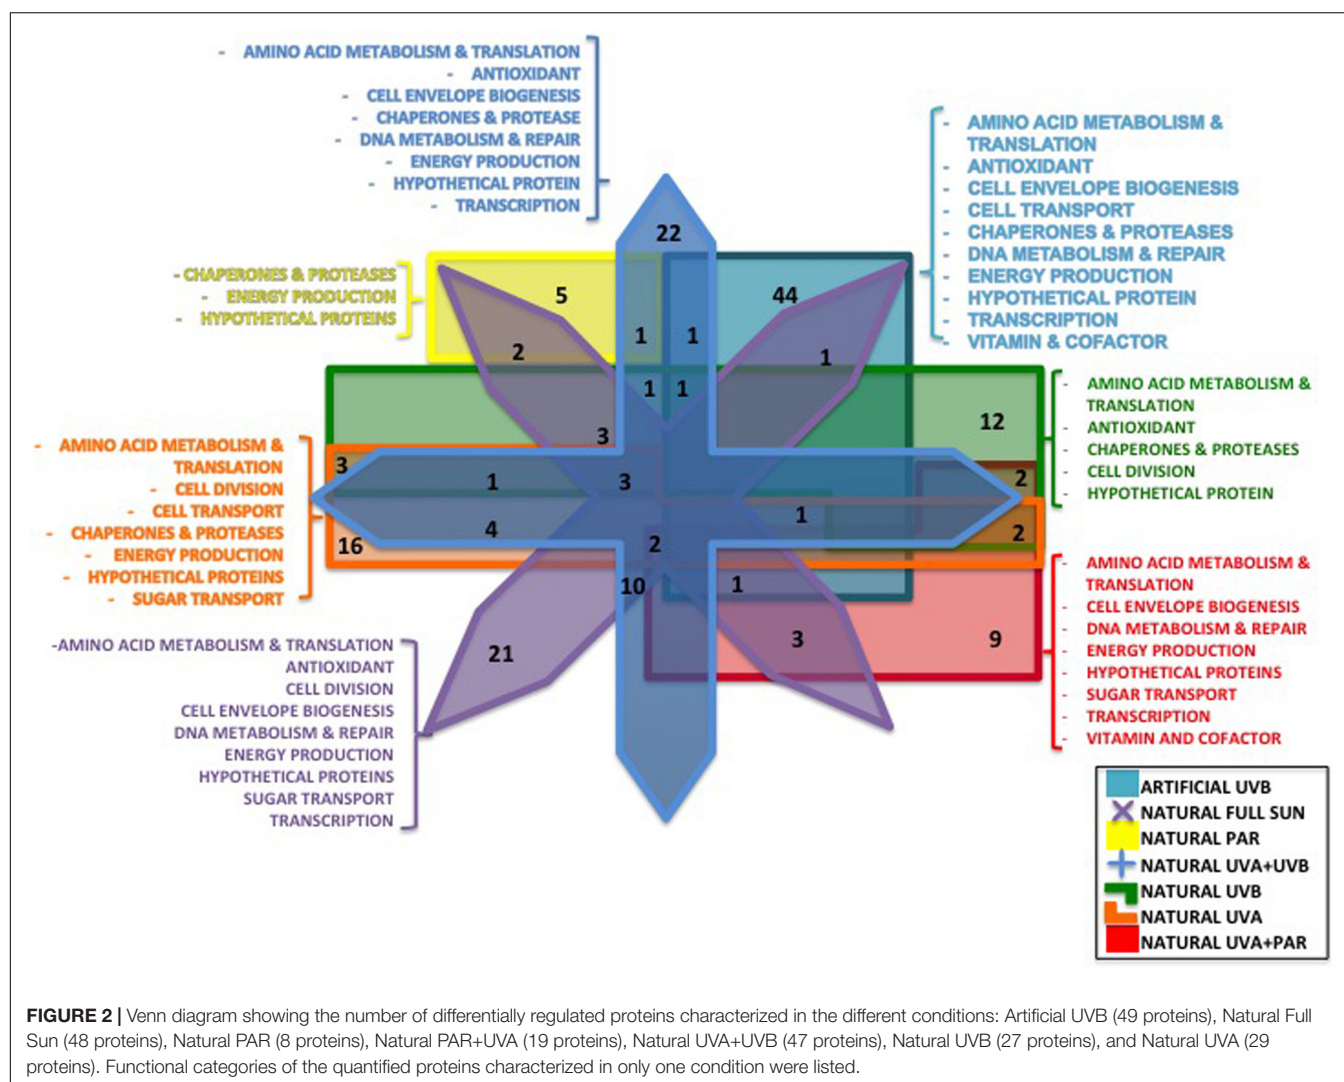 - AMINO ACID METABOLISM & TRANSLATION
- ANTIOXIDANT
- CELL ENVELOPE BIOGENESIS
- CHAPERONES & PROTEASE
- DNA METABOLISM & REPAIR
- ENERGY PRODUCTION
- HYPOTHETICAL PROTEIN
- TRANSCRIPTION
- AMINO ACID METABOLISM &
TRANSLATION
- ANTIOXIDANT
- CELL ENVELOPE BIOGENESIS
- CELL TRANSPORT
- CHAPERONES & PROTEASES
- DNA METABOLISM & REPAIR
- ENERGY PRODUCTION
- HYPOTHETICAL PROTEIN
- TRANSCRIPTION
- VITAMIN & COFACTOR
- CHAPERONES & PROTEASES
- ENERGY PRODUCTION
- HYPOTHETICAL PROTEINS
22
5
44
1
1
2
1
1
1
3
12
3
1
3
2
4
1
2
16
2
10
1
21
3
9
- AMINO ACID METABOLISM &
TRANSLATION
- ANTIOXIDANT
- CHAPERONES & PROTEASES
- CELL DIVISION
- HYPOTHETICAL PROTEIN
- AMINO ACID METABOLISM &
TRANSLATION
- CELL DIVISION
- CELL TRANSPORT
- CHAPERONES & PROTEASES
- ENERGY PRODUCTION
- HYPOTHETICAL PROTEINS
- SUGAR TRANSPORT
- AMINO ACID METABOLISM &
TRANSLATION
- CELL ENVELOPE BIOGENESIS
- DNA METABOLISM & REPAIR
- ENERGY PRODUCTION
- HYPOTHETICAL PROTEINS
- SUGAR TRANSPORT
- TRANSCRIPTION
- VITAMIN AND COFACTOR
-AMINO ACID METABOLISM & TRANSLATION
ANTIOXIDANT
CELL DIVISION
CELL ENVELOPE BIOGENESIS
DNA METABOLISM & REPAIR
ENERGY PRODUCTION
HYPOTHETICAL PROTEINS
SUGAR TRANSPORT
TRANSCRIPTION
ARTIFICIAL UVB
NATURAL FULL SUN
NATURAL PAR
NATURAL UVA+UVB
NATURAL UVB
NATURAL UVA
NATURAL UVA+PAR
FIGURE 2 | Venn diagram showing the number of differentially regulated proteins characterized in the different conditions: Artificial UVB (49 proteins), Natural Full
Sun (48 proteins), Natural PAR (8 proteins), Natural PAR+UVA (19 proteins), Natural UVA+UVB (47 proteins), Natural UVB (27 proteins), and Natural UVA (29
proteins). Functional categories of the quantified proteins characterized in only one condition were listed.